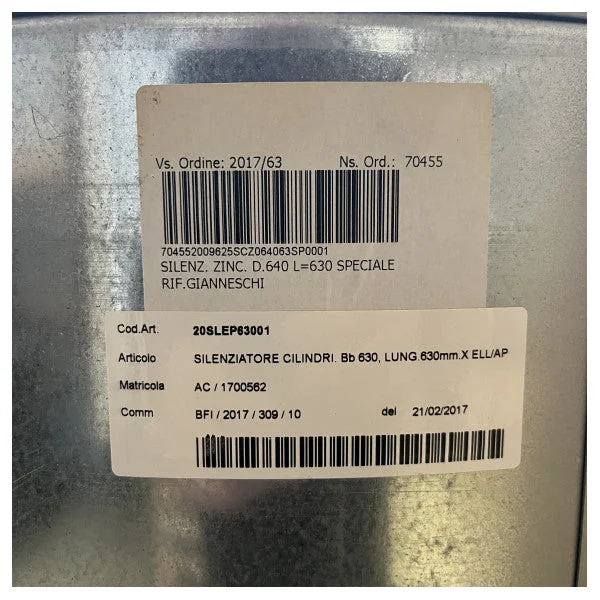 Vs. Ordine: 2017/63 Ns. Ord.: 70455
704552009625SCZ064063SP0001
SILENZ. ZINC. D.640 L=630 SPECIALE
RIF.GIANNESCHI
Cod.Art. 20SLEP63001
Articolo SILENZIATORE CILINDRI. Bb 630, LUNG.630mm.X ELL/AP
Matricola AC / 1700562
Comm BFI / 2017 / 309 / 10 del 21/02/2017